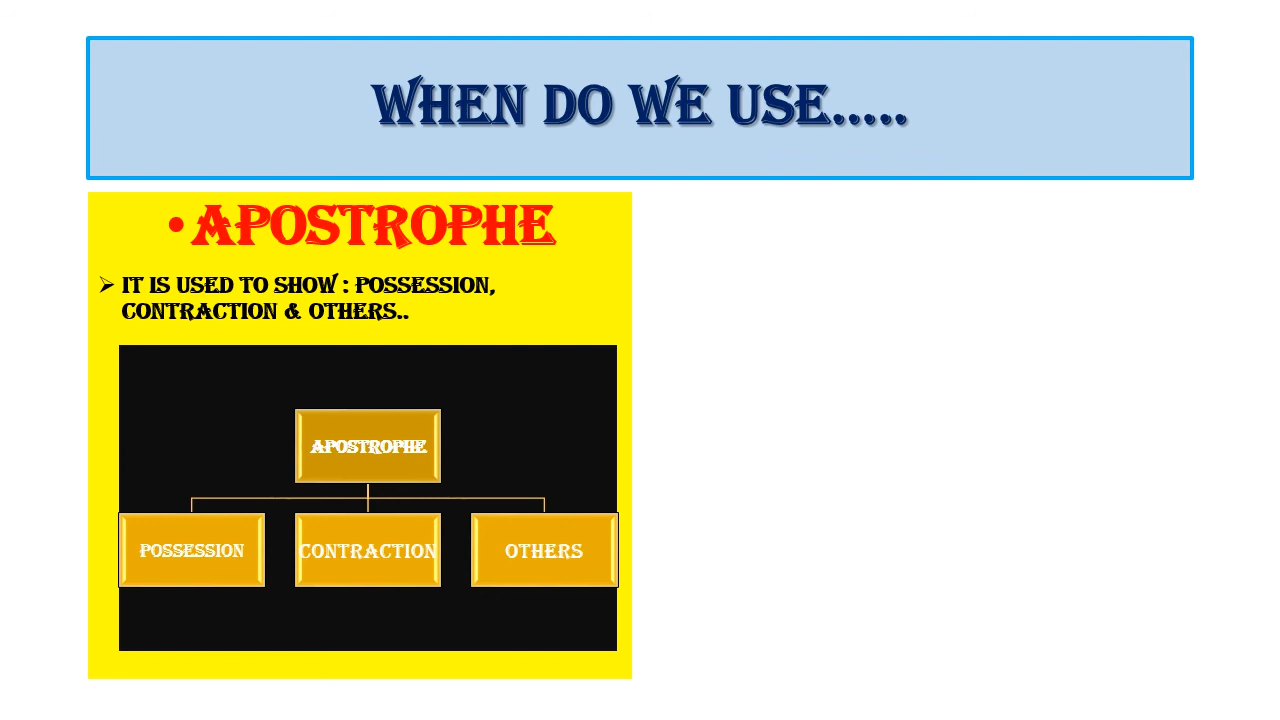 WHEN DO WE USE.....
•APOSTROPHE
➢ IT IS USED TO SHOW : POSSESSION,
CONTRACTION & OTHERS..
APOSTROPHE
POSSESSION
CONTRACTION
OTHERS